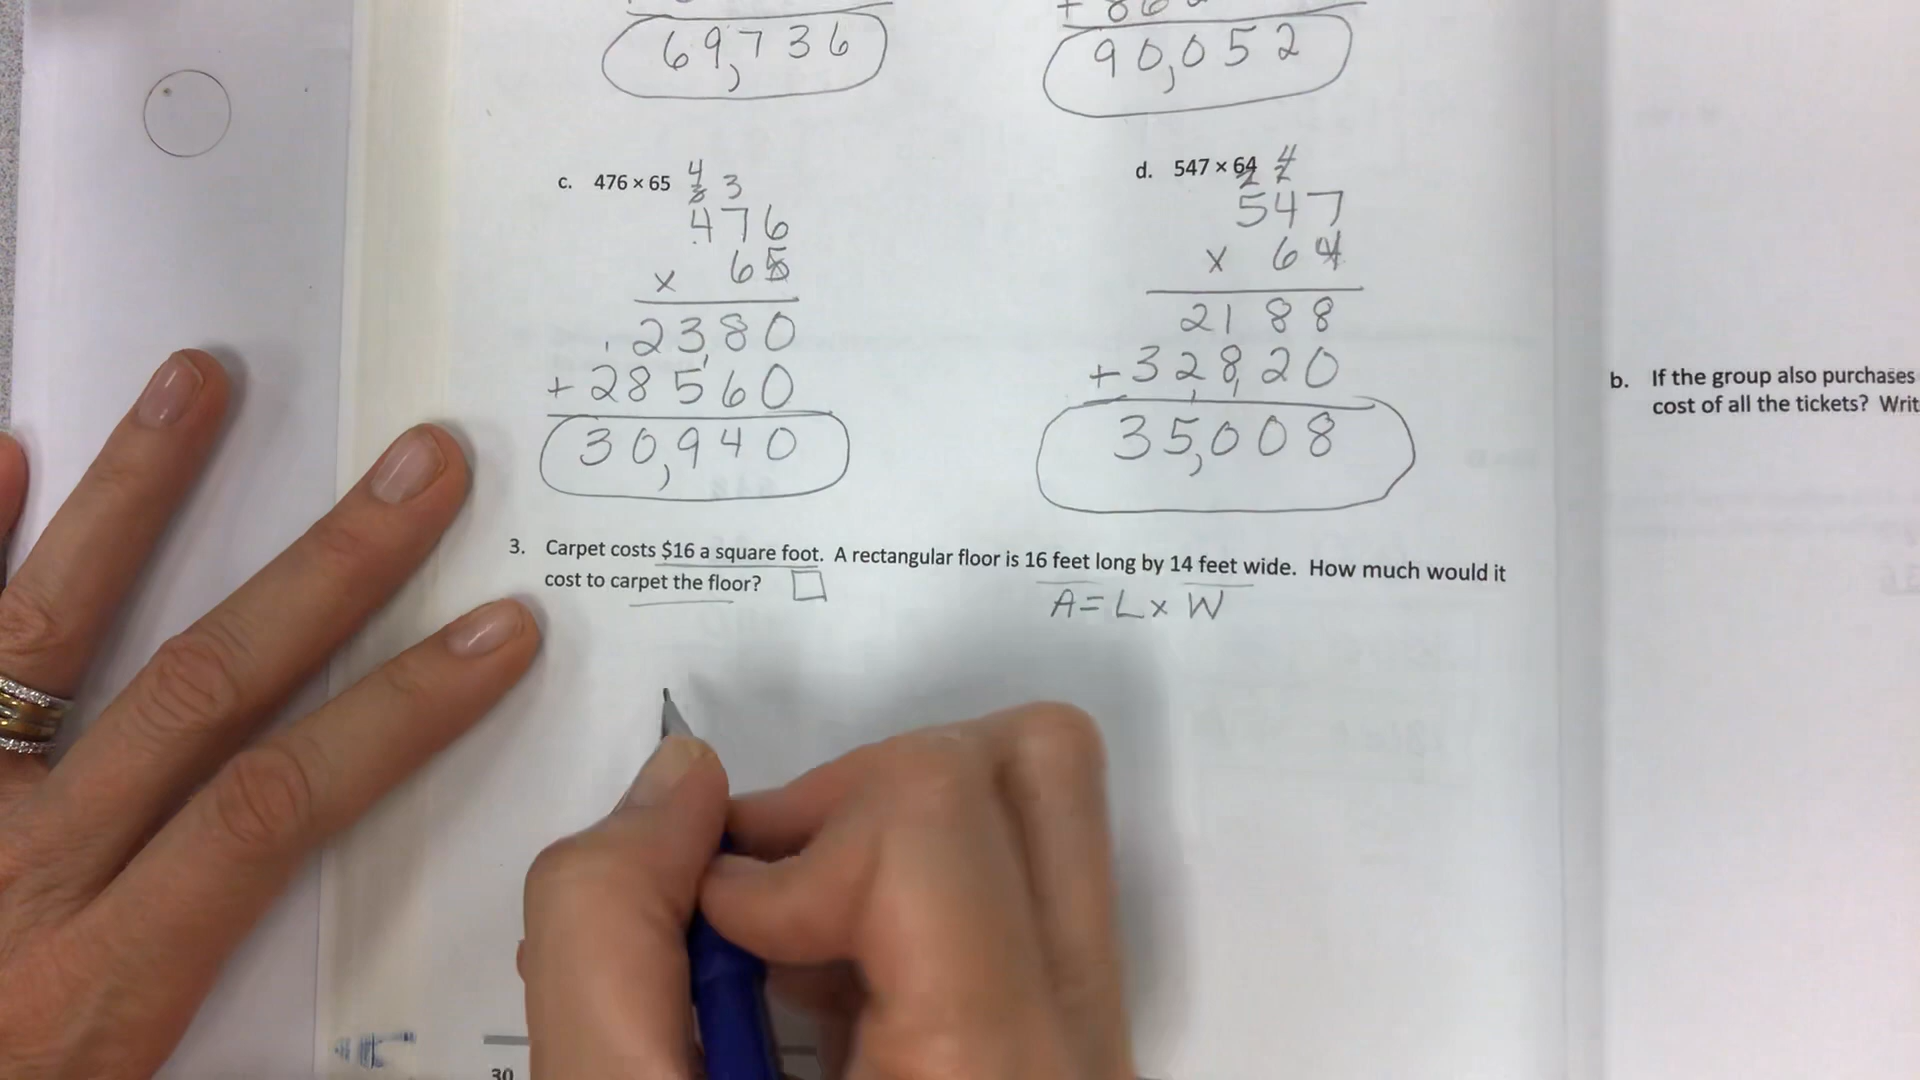 69,736
90,052
c. 476 × 65
4 3
476
x 65
2380
+ 28560
30,940
d. 547 × 64
4
2
547
x 64
2188
+ 32820
35,008
3. Carpet costs $16 a square foot. A rectangular floor is 16 feet long by 14 feet wide. How much would it
cost to carpet the floor?
A = L x W
b. If the group also purchases
cost of all the tickets? Writ
30